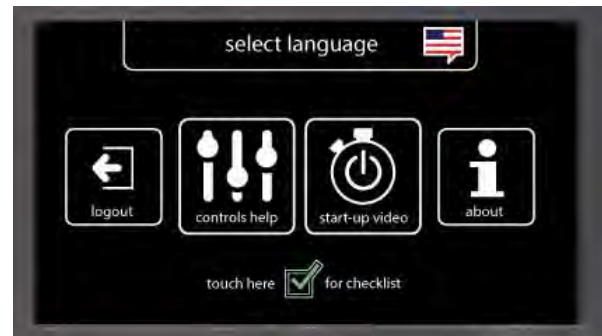 select language
logout
controls help
start-up video
about
touch here for checklist